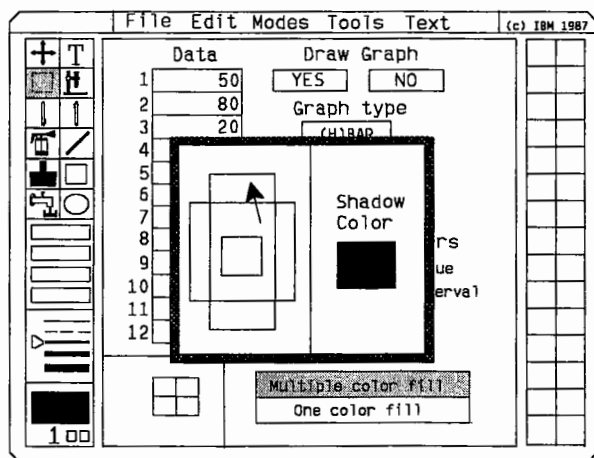 File Edit Modes Tools Text (c) IBM 1987
T
Data Draw Graph
1 50 YES NO
2 80 Graph type
3 20 (H)BAR
4
5
6
7
8
9
10
11
12
Shadow
Color
rs
ue
erval
Multiple color fill
One color fill
1